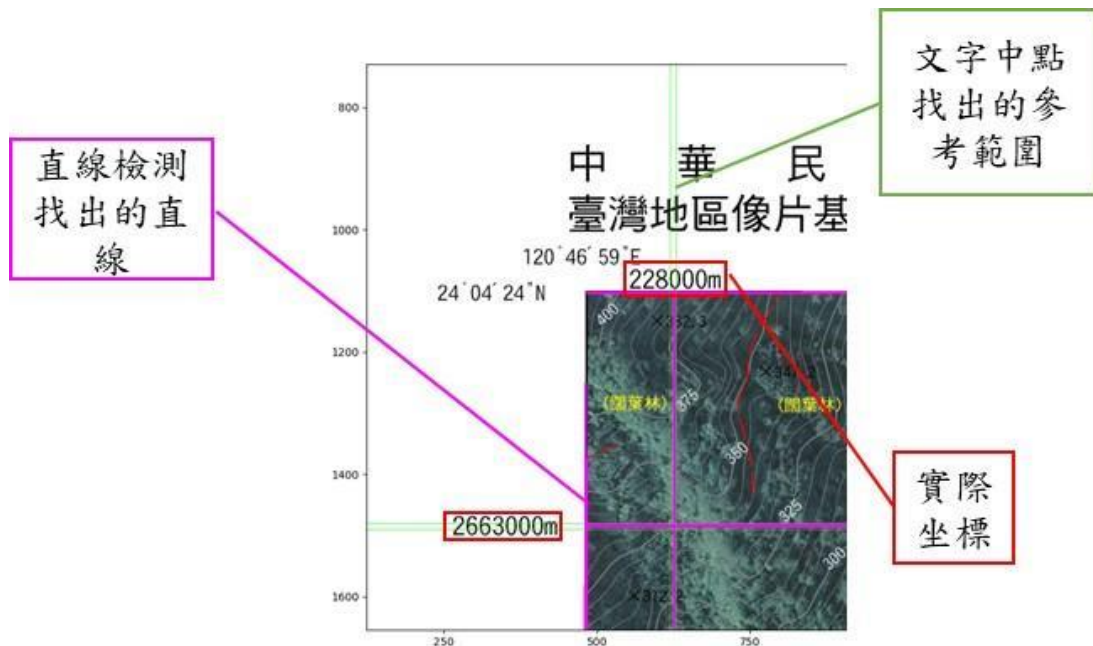 文字中點
找出的參
考範圍
直線檢測
找出的直
線
800
中 華 民
臺灣地區像片基
1000
120°46′59″E
24°04′24″N
228000m
1200
400
×232.3
(闊葉林)
375
(闊葉林)
350
1400
325
2663000m
實際
坐標
300
1600
250
500
750